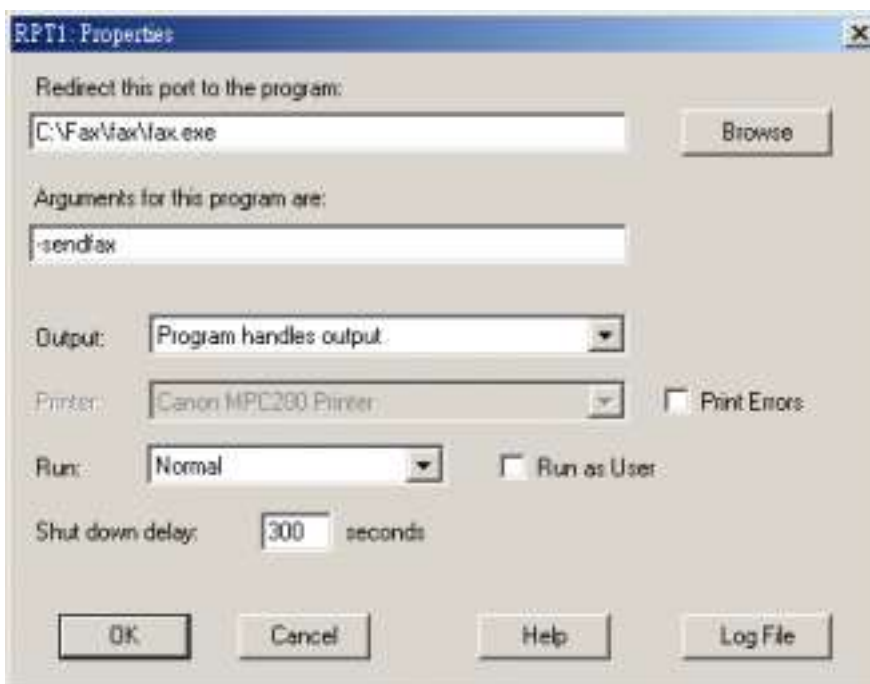 RPT1: Properties
Redirect this port to the program:
C:\Fax\fax\fax.exe
Browse
Arguments for this program are:
-sendfax
Output: Program handles output
Printer: Canon MPC200 Printer Print Errors
Run: Normal Run as User
Shut down delay: 300 seconds
OK Cancel Help Log File